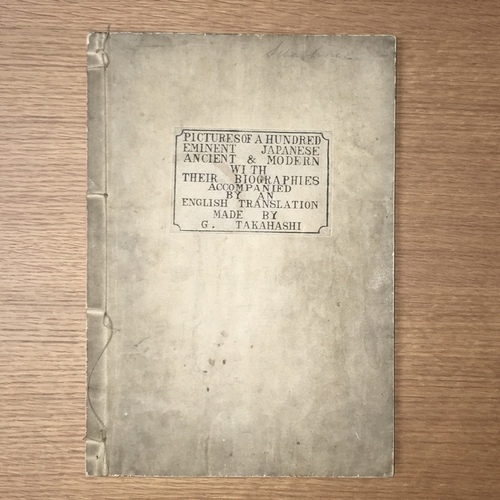 PICTURES OF A HUNDRED
EMINENT JAPANESE
ANCIENT & MODERN
WITH
THEIR BIOGRAPHIES
ACCOMPANIED
BY AN
ENGLISH TRANSLATION
MADE BY
G. TAKAHASHI